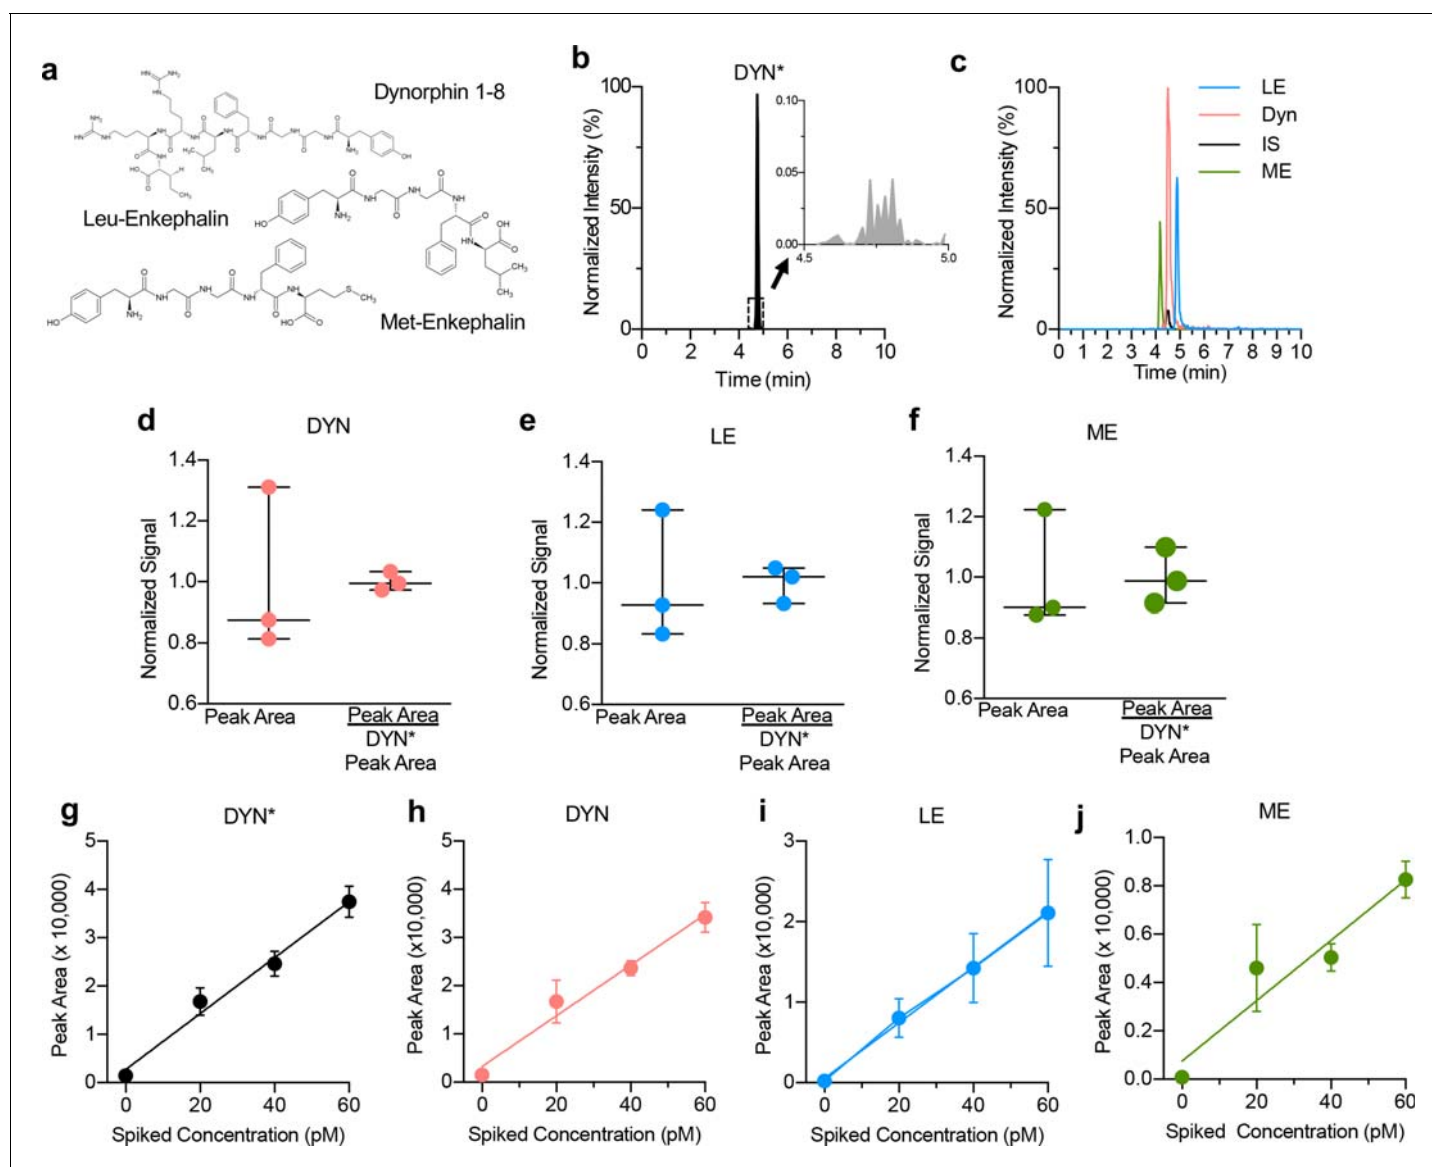 a
Dynorphin 1-8
Leu-Enkephalin
Met-Enkephalin
b
DYN*
Normalized Intensity (%)
100
50
0
0 2 4 6 8 10
Time (min)
0.10
0.05
0.00
4.5 5.0
c
LE
Dyn
IS
ME
Normalized Intensity (%)
100
50
0
0 1 2 3 4 5 6 7 8 9 10
Time (min)
d
DYN
Normalized Signal
1.4
1.2
1.0
0.8
0.6
Peak Area
Peak Area
DYN*
Peak Area
e
LE
Normalized Signal
1.4
1.2
1.0
0.8
0.6
Peak Area
Peak Area
DYN*
Peak Area
f
ME
Normalized Signal
1.4
1.2
1.0
0.8
0.6
Peak Area
Peak Area
DYN*
Peak Area
g
DYN*
Peak Area (x 10,000)
5
4
3
2
1
0
0 20 40 60
Spiked Concentration (pM)
h
DYN
Peak Area (x 10,000)
5
4
3
2
1
0
0 20 40 60
Spiked Concentration (pM)
i
LE
Peak Area (x10,000)
3
2
1
0
0 20 40 60
Spiked Concentration (pM)
j
ME
Peak Area (x 10,000)
1.0
0.8
0.6
0.4
0.2
0.0
0 20 40 60
Spiked Concentration (pM)